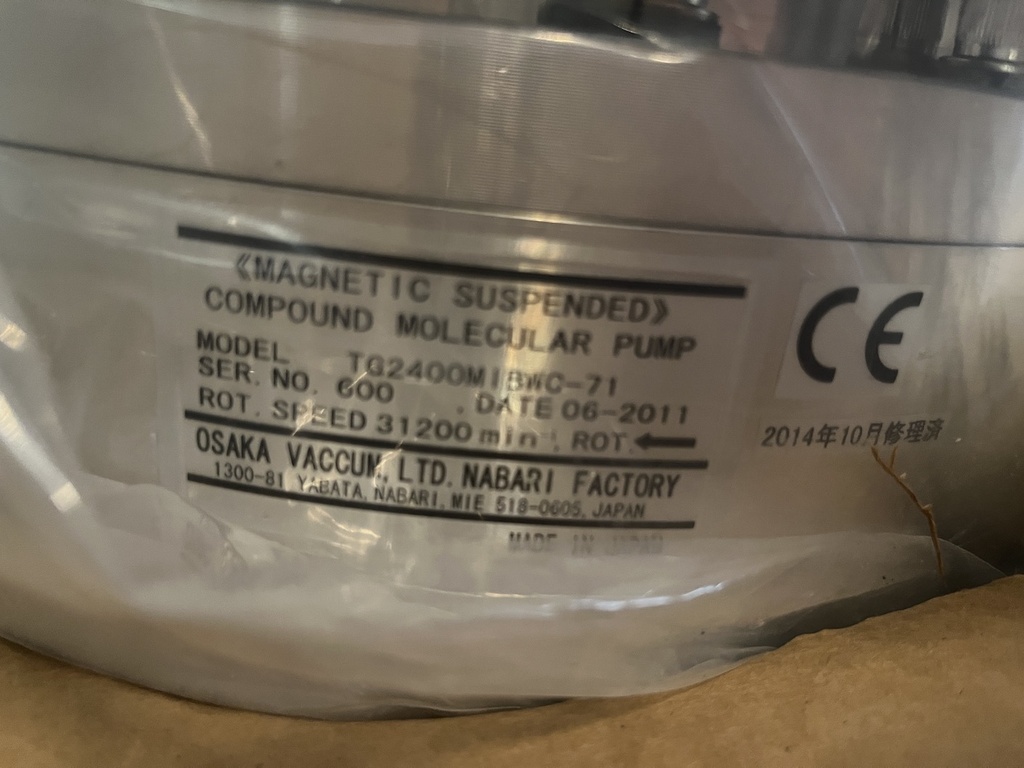 《MAGNETIC SUSPENDED》
COMPOUND MOLECULAR PUMP
MODEL TG2400MIBWC-71
SER. NO. 600 . DATE 06-2011
ROT. SPEED 31200 min⁻¹, ROT. ←
OSAKA VACCUM, LTD. NABARI FACTORY
1300-81 YABATA, NABARI, MIE 518-0605, JAPAN
MADE IN JAPAN
CE
2014年10月修理済